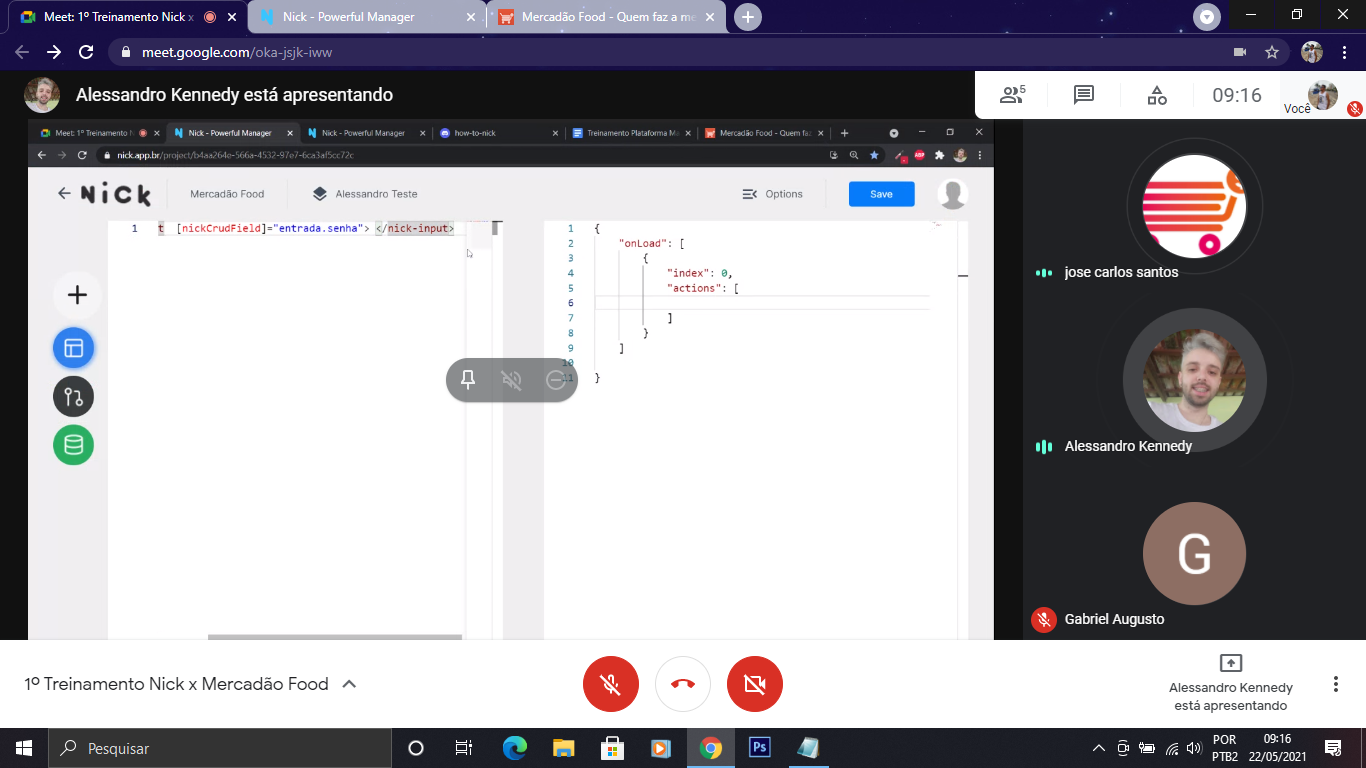 Meet: 1º Treinamento Nick x
Nick - Powerful Manager
Mercadão Food - Quem faz a me
meet.google.com/oka-jsjk-iww
Alessandro Kennedy está apresentando
5
09:16
Você
Meet: 1º Treinamento N
Nick - Powerful Manager
Nick - Powerful Manager
how-to-nick
Treinamento Plataforma M
Mercadão Food - Quem fa
nick.app.br/project/b4aa264e-566a-4532-97e7-6ca3af5cc72c
ABP
Nick
Mercadão Food
Alessandro Teste
Options
Save
1 t [nickCrudField]="entrada.senha"> </nick-input>
1 {
2 "onLoad": [
3 {
4 "index": 0,
5 "actions": [
6
7 ]
8 }
9 ]
10
11 }
jose carlos santos
Alessandro Kennedy
G
Gabriel Augusto
1º Treinamento Nick x Mercadão Food
Alessandro Kennedy
está apresentando
Pesquisar
Ps
POR
PTB2
09:16
22/05/2021